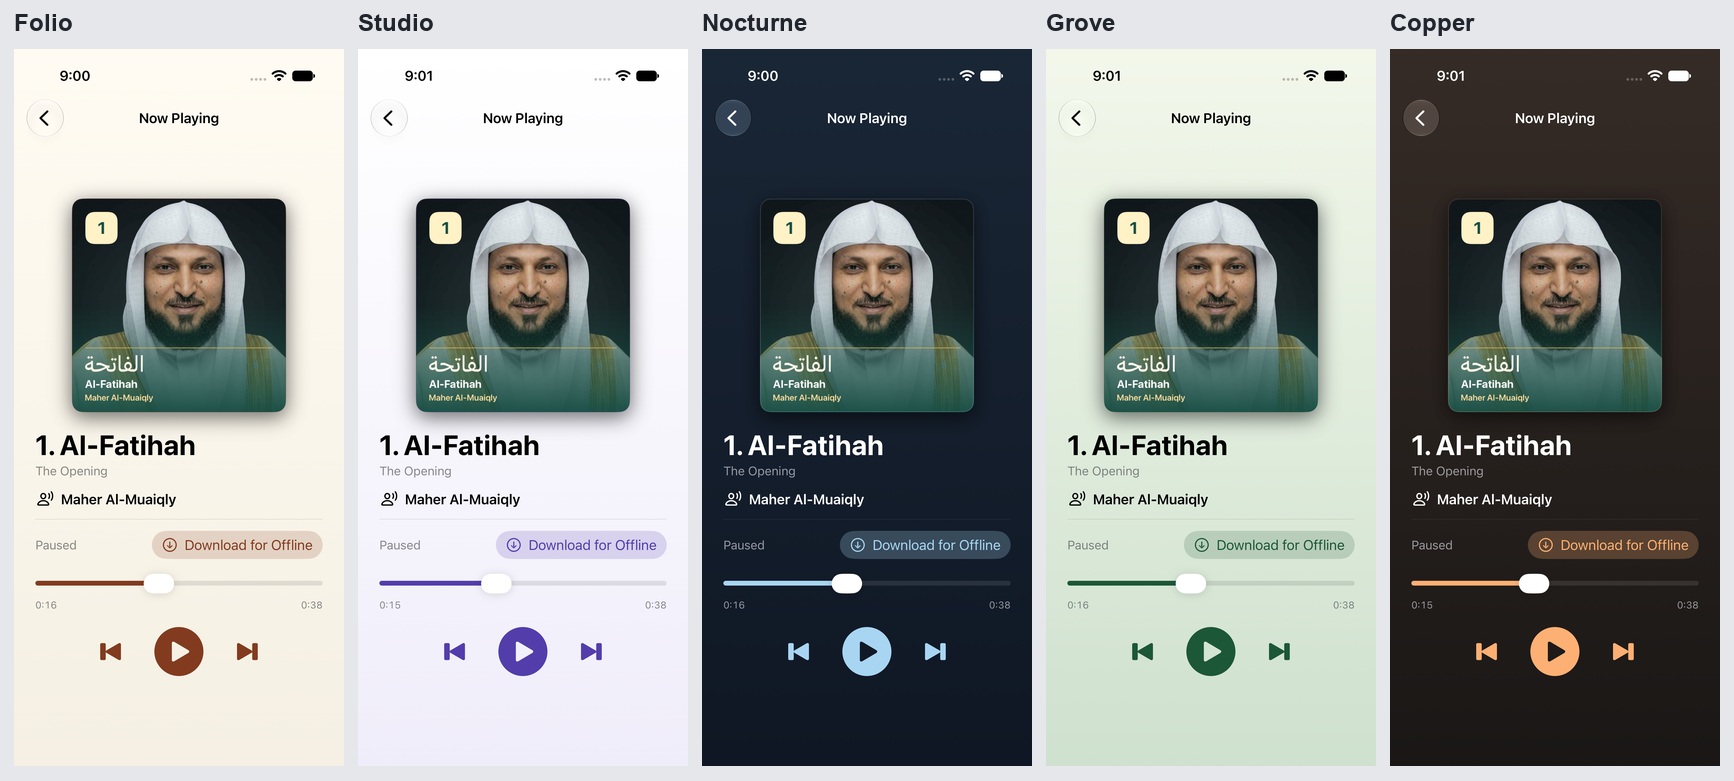 Folio
9:00
Now Playing
1
الفاتحة
Al-Fatihah
Maher Al-Muaiqly
1. Al-Fatihah
The Opening
Maher Al-Muaiqly
Paused
Download for Offline
0:16
0:38
Studio
9:01
Now Playing
1
الفاتحة
Al-Fatihah
Maher Al-Muaiqly
1. Al-Fatihah
The Opening
Maher Al-Muaiqly
Paused
Download for Offline
0:15
0:38
Nocturne
9:00
Now Playing
1
الفاتحة
Al-Fatihah
Maher Al-Muaiqly
1. Al-Fatihah
The Opening
Maher Al-Muaiqly
Paused
Download for Offline
0:16
0:38
Grove
9:01
Now Playing
1
الفاتحة
Al-Fatihah
Maher Al-Muaiqly
1. Al-Fatihah
The Opening
Maher Al-Muaiqly
Paused
Download for Offline
0:16
0:38
Copper
9:01
Now Playing
1
الفاتحة
Al-Fatihah
Maher Al-Muaiqly
1. Al-Fatihah
The Opening
Maher Al-Muaiqly
Paused
Download for Offline
0:15
0:38